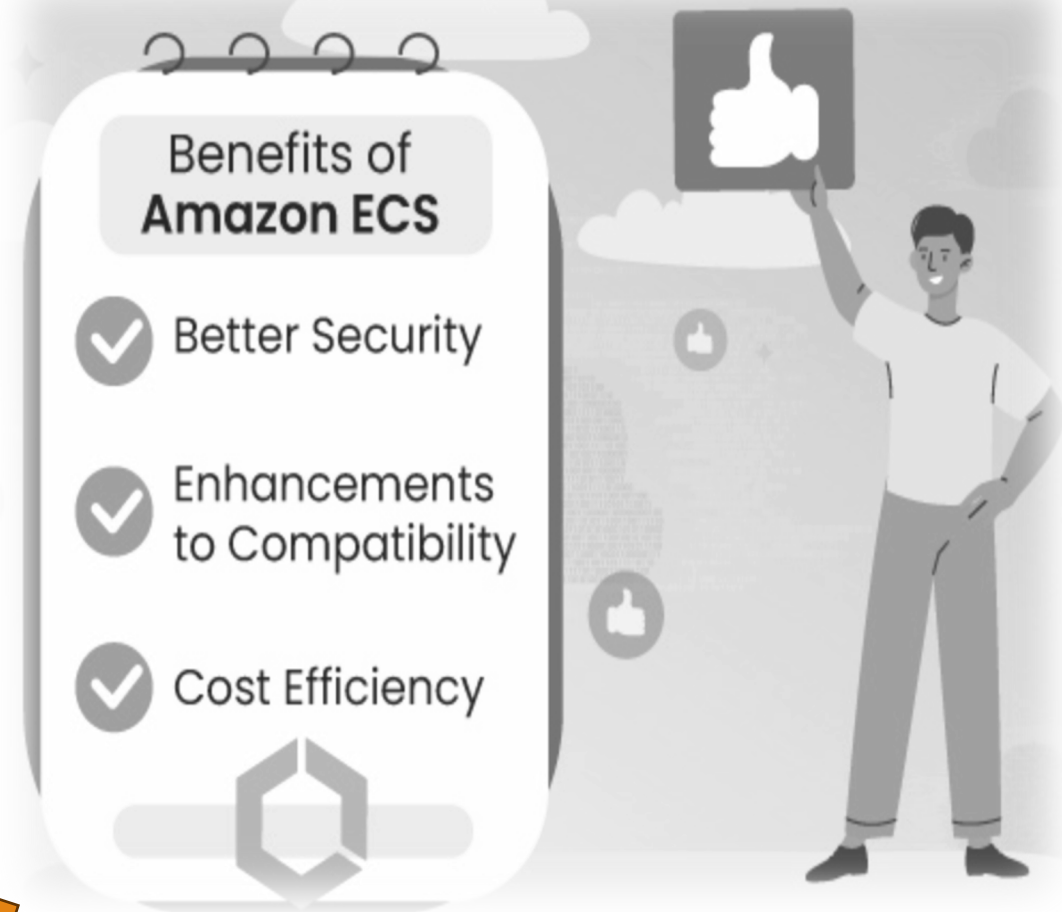 Benefits of
Amazon ECS
Better Security
Enhancements
to Compatibility
Cost Efficiency